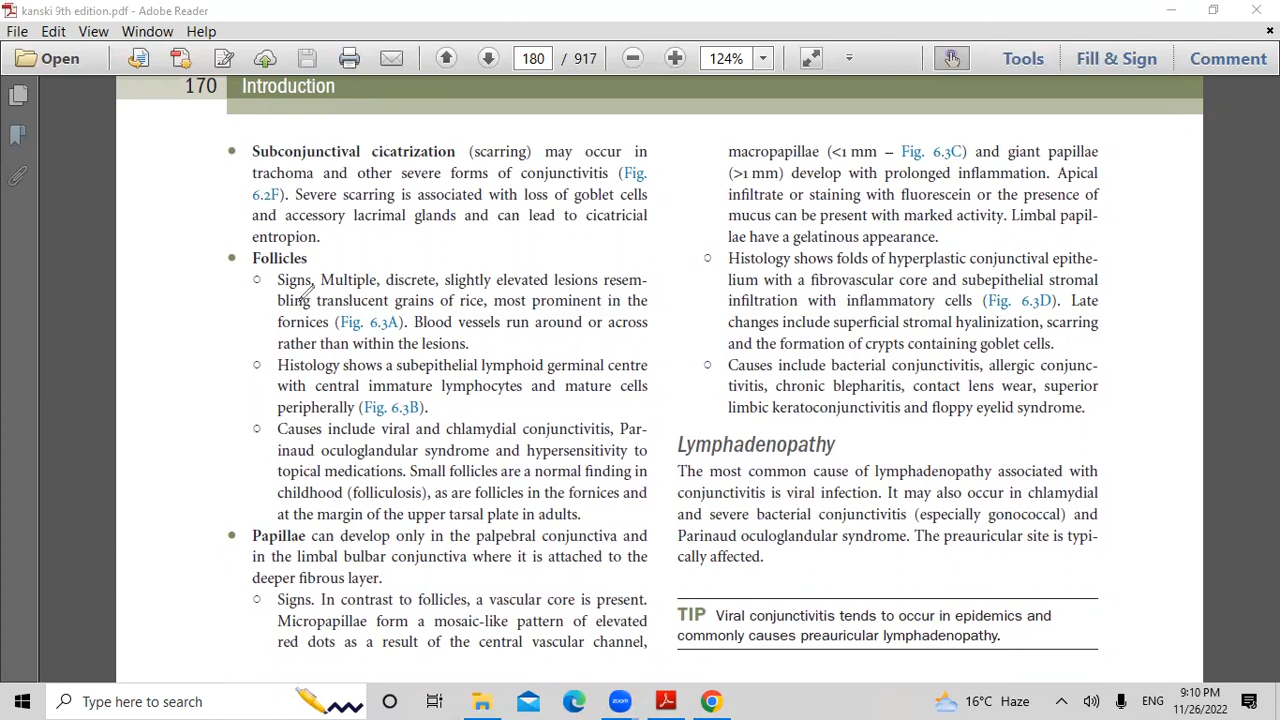 kanski 9th edition.pdf - Adobe Reader
File Edit View Window Help
Open 180 / 917 124% Tools Fill & Sign Comment
170 Introduction
Subconjunctival cicatrization (scarring) may occur in
trachoma and other severe forms of conjunctivitis (Fig.
6.2F). Severe scarring is associated with loss of goblet cells
and accessory lacrimal glands and can lead to cicatricial
entropion.
Follicles
Signs. Multiple, discrete, slightly elevated lesions resem-
bling translucent grains of rice, most prominent in the
fornices (Fig. 6.3A). Blood vessels run around or across
rather than within the lesions.
Histology shows a subepithelial lymphoid germinal centre
with central immature lymphocytes and mature cells
peripherally (Fig. 6.3B).
Causes include viral and chlamydial conjunctivitis, Par-
inaud oculoglandular syndrome and hypersensitivity to
topical medications. Small follicles are a normal finding in
childhood (folliculosis), as are follicles in the fornices and
at the margin of the upper tarsal plate in adults.
Papillae can develop only in the palpebral conjunctiva and
in the limbal bulbar conjunctiva where it is attached to the
deeper fibrous layer.
Signs. In contrast to follicles, a vascular core is present.
Micropapillae form a mosaic-like pattern of elevated
red dots as a result of the central vascular channel,
macropapillae (<1 mm – Fig. 6.3C) and giant papillae
(>1 mm) develop with prolonged inflammation. Apical
infiltrate or staining with fluorescein or the presence of
mucus can be present with marked activity. Limbal papil-
lae have a gelatinous appearance.
Histology shows folds of hyperplastic conjunctival epithe-
lium with a fibrovascular core and subepithelial stromal
infiltration with inflammatory cells (Fig. 6.3D). Late
changes include superficial stromal hyalinization, scarring
and the formation of crypts containing goblet cells.
Causes include bacterial conjunctivitis, allergic conjunc-
tivitis, chronic blepharitis, contact lens wear, superior
limbic keratoconjunctivitis and floppy eyelid syndrome.
Lymphadenopathy
The most common cause of lymphadenopathy associated with
conjunctivitis is viral infection. It may also occur in chlamydial
and severe bacterial conjunctivitis (especially gonococcal) and
Parinaud oculoglandular syndrome. The preauricular site is typi-
cally affected.
TIP Viral conjunctivitis tends to occur in epidemics and
commonly causes preauricular lymphadenopathy.
Type here to search zoom 16°C Haze ENG 9:10 PM
11/26/2022